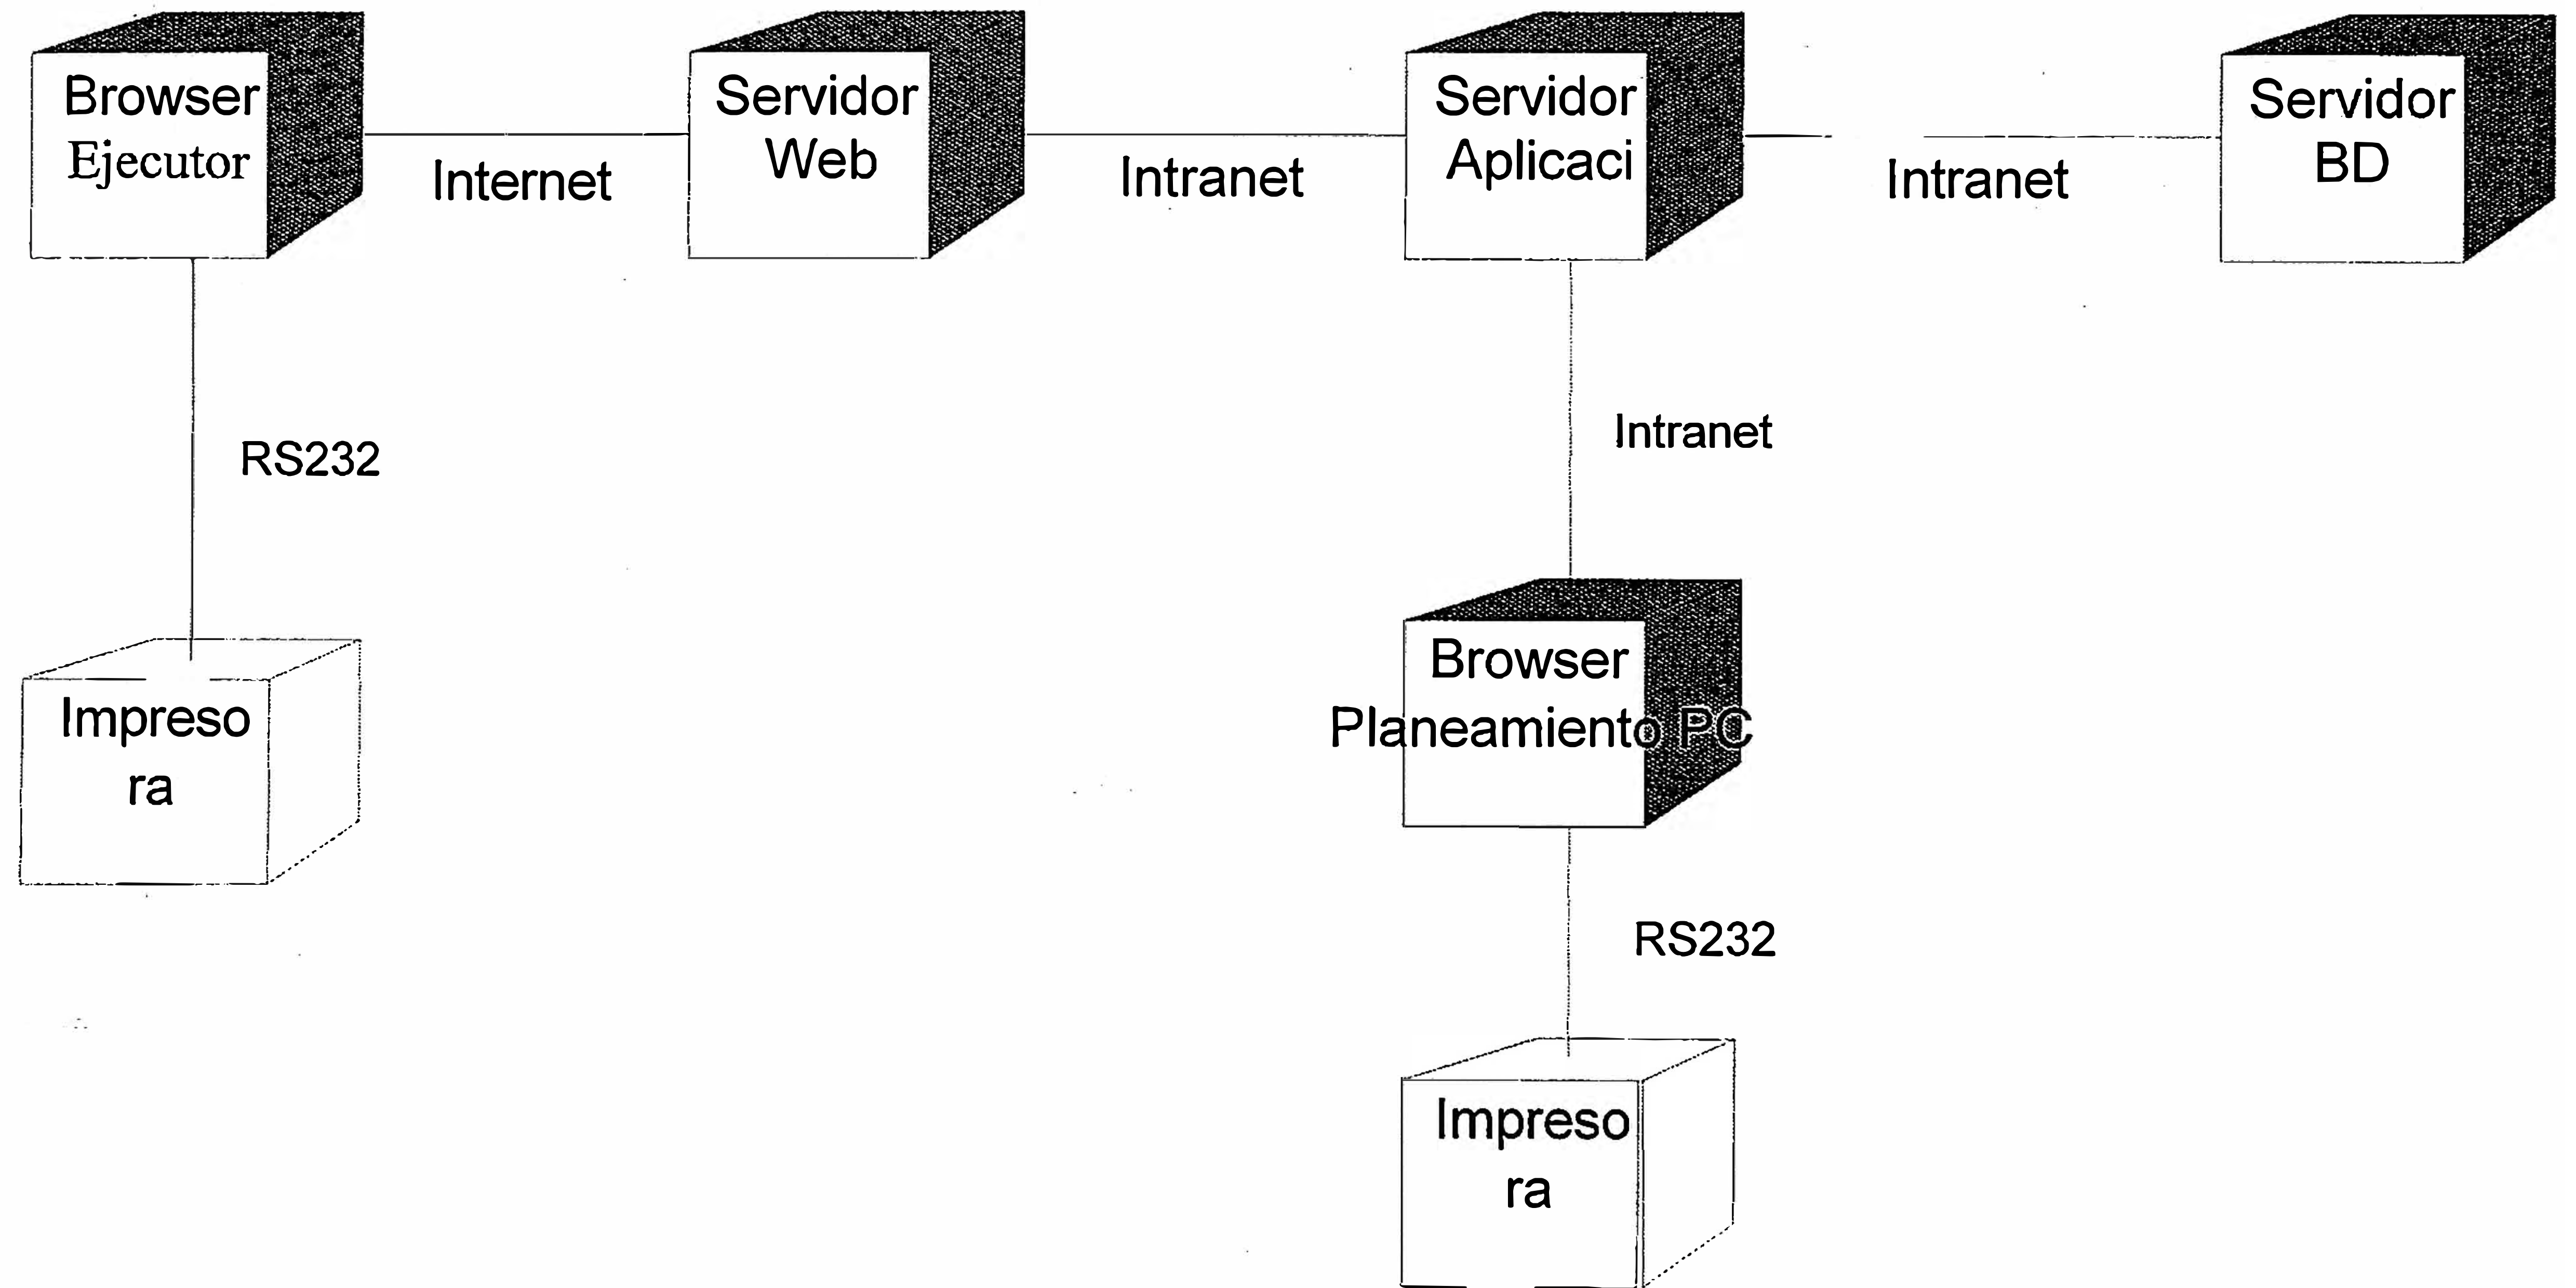 Browser
Ejecutor
Internet
Servidor
Web
Intranet
Servidor
Aplicaci
Intranet
Servidor
BD
RS232
Intranet
Impreso
ra
Browser
Planeamiento PC
RS232
Impreso
ra